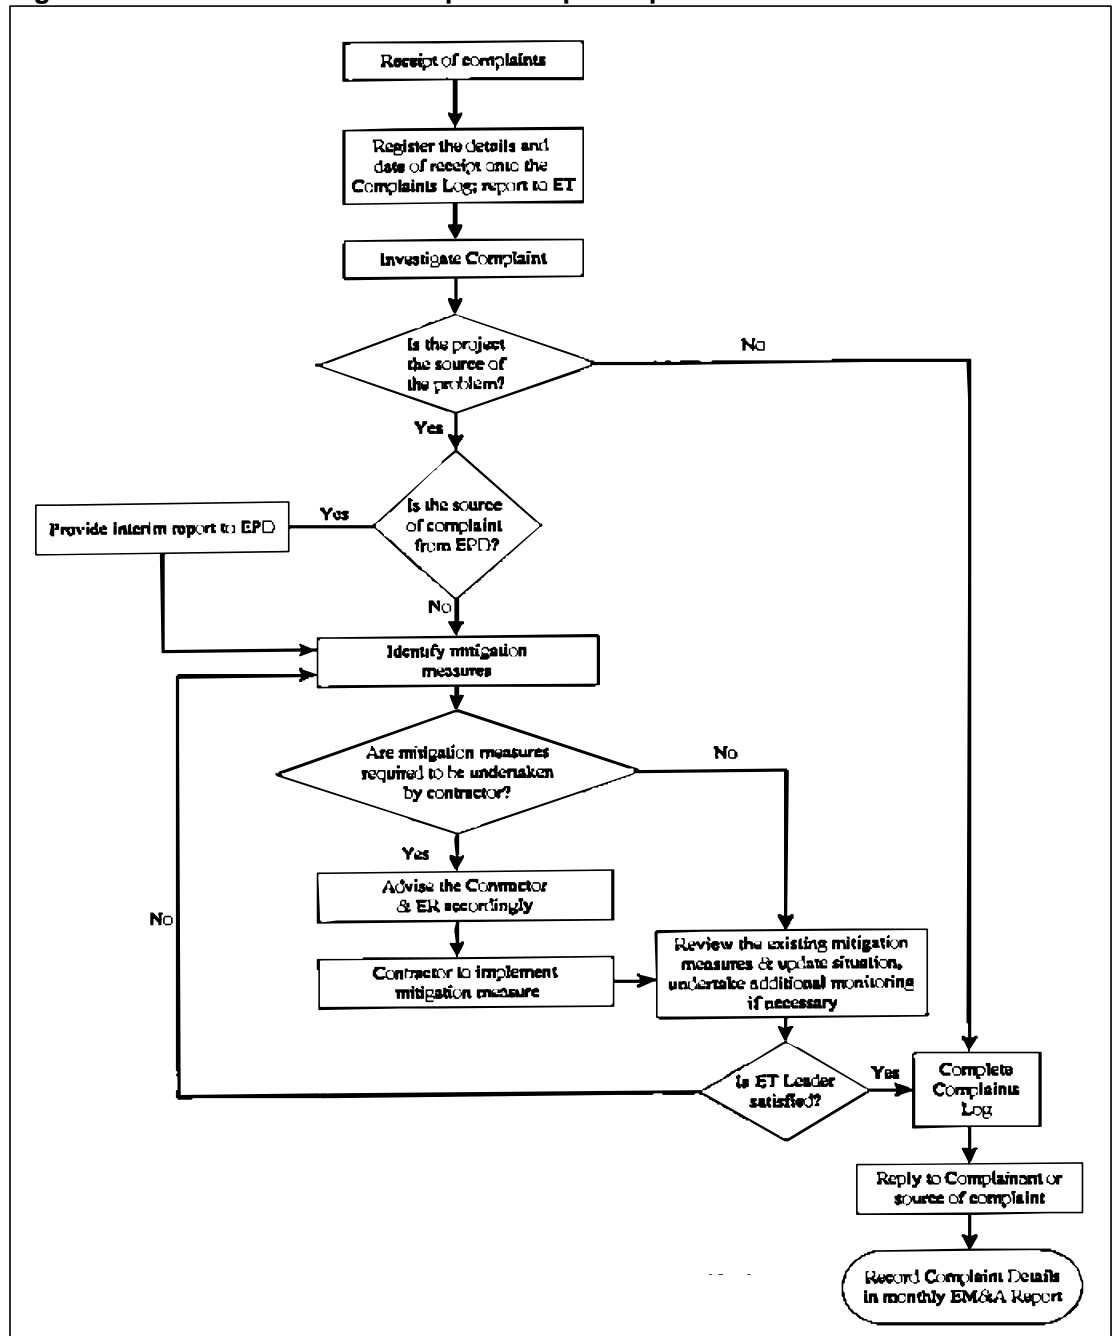 Receipt of complaints
Register the details and
date of receipt onto the
Complaints Log; report to ET
Investigate Complaint
Is the project
the source of
the problem?
No
Yes
Is the source
of complaint
from EPD?
Yes
Provide interim report to EPD
No
Identify mitigation
measures
Are mitigation measures
required to be undertaken
by contractor?
No
Yes
Advise the Contractor
& ER accordingly
No
Contractor to implement
mitigation measure
Review the existing mitigation
measures & update situation,
undertake additional monitoring
if necessary
Is ET Leader
satisfied?
Yes
Complete
Complaints
Log
Reply to Complainant or
source of complaint
Record Complaint Details
in monthly EM&A Report